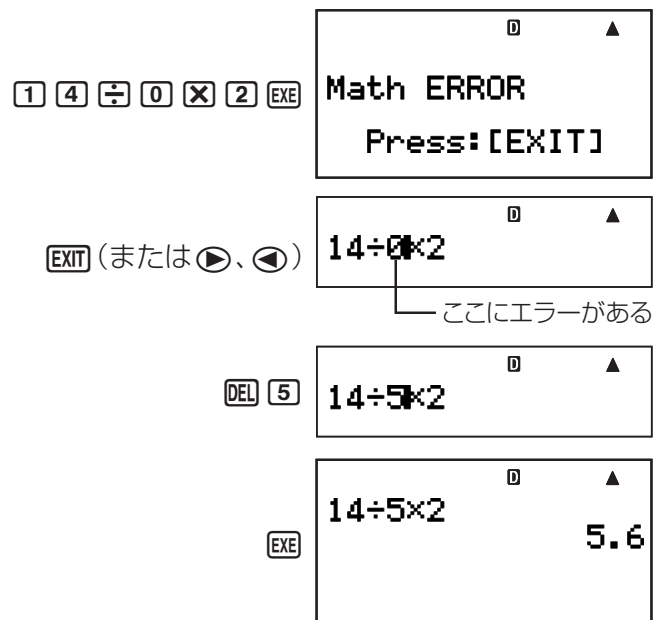 D ▲
1 4 ÷ 0 × 2 EXE Math ERROR
Press:[EXIT]
D ▲
EXIT (または▶、◀) 14÷0×2
ここにエラーがある
D ▲
DEL 5 14÷5×2
D ▲
14÷5×2
EXE 5.6